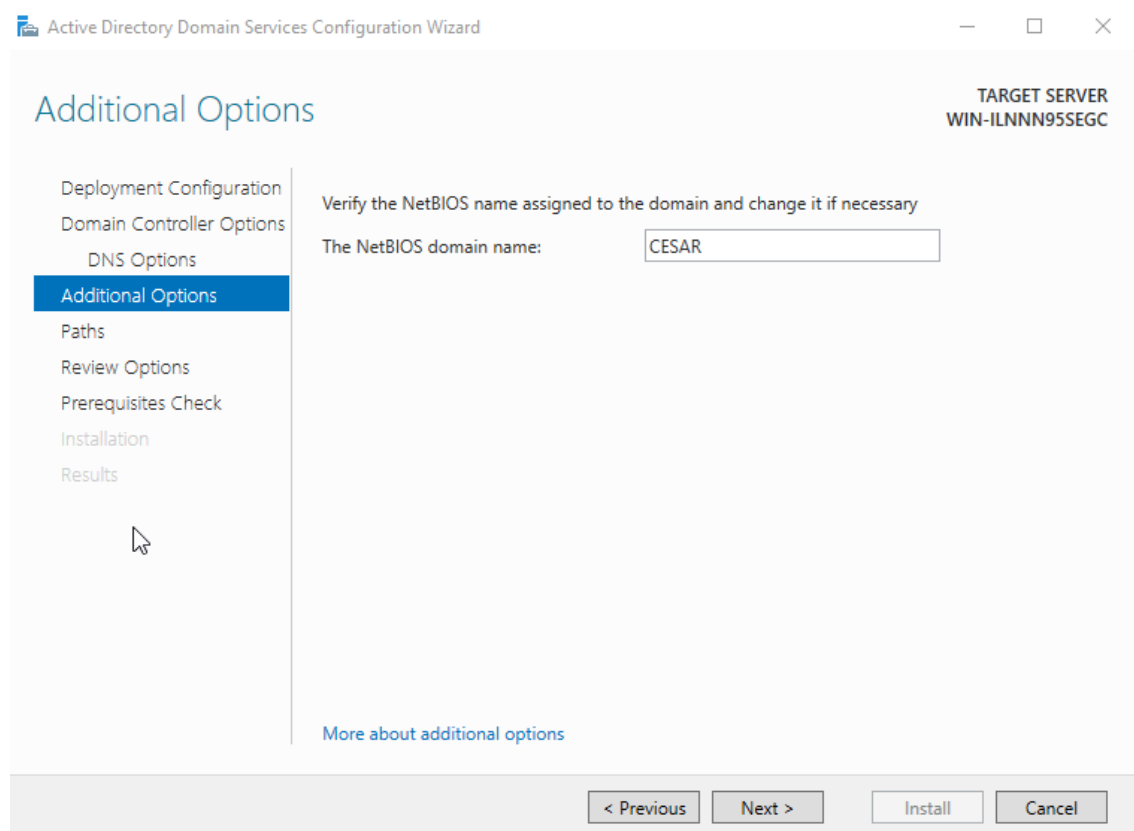 Active Directory Domain Services Configuration Wizard
Additional Options
TARGET SERVER
WIN-ILNNN95SEGC
Deployment Configuration
Domain Controller Options
DNS Options
Additional Options
Paths
Review Options
Prerequisites Check
Installation
Results
Verify the NetBIOS name assigned to the domain and change it if necessary
The NetBIOS domain name: CESAR
More about additional options
< Previous Next > Install Cancel